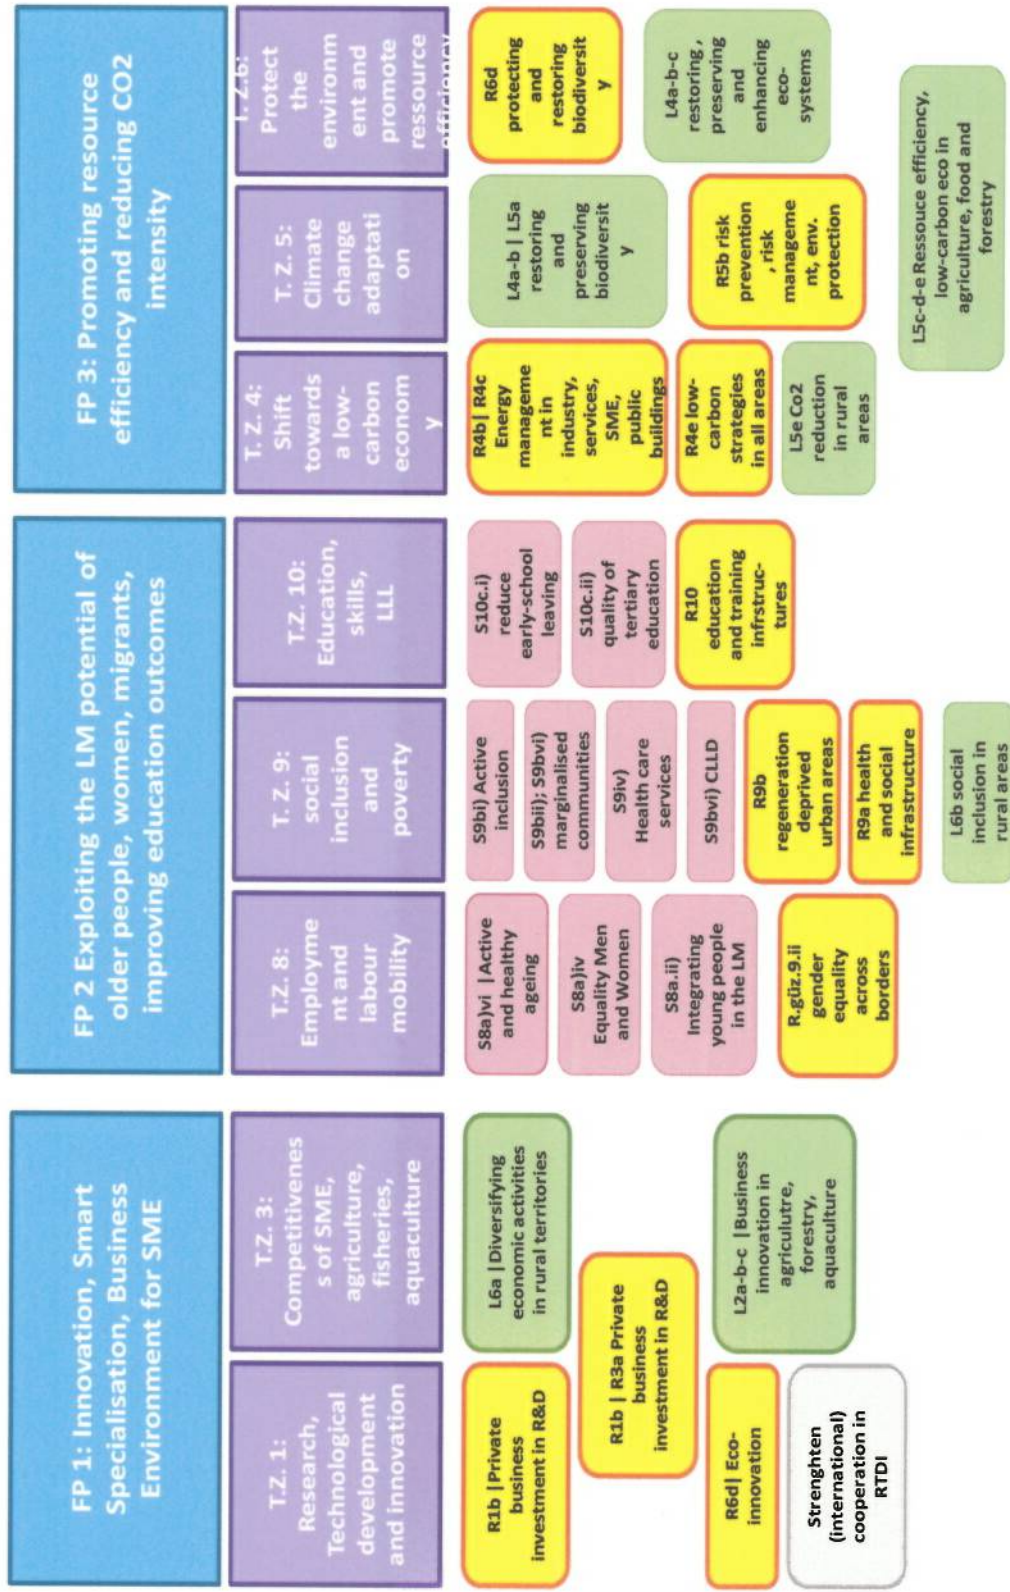 FP 1: Innovation, Smart
Specialisation, Business
Environment for SME
T.Z. 1:
Research,
Technological
development
and innovation
T.Z. 3:
Competitivenes
s of SME,
agriculture,
fisheries,
aquaculture
R1b |Private
business
investment in R&D
L6a |Diversifying
economic activities
in rural territories
R1b | R3a Private
business
investment in R&D
R6d| Eco-
innovation
L2a-b-c |Business
innovation in
agriculutre,
forestry,
aquaculture
Strenghten
(international)
cooperation in
RTDI
FP 2 Exploiting the LM potential of
older people, women, migrants,
improving education outcomes
T.Z. 8:
Employme
nt and
labour
mobility
T. Z. 9:
social
inclusion
and
poverty
T.Z. 10:
Education,
skills,
LLL
S8a)vi |Active
and healthy
ageing
S8a)iv
Equality Men
and Women
S8a.ii)
Integrating
young people
in the LM
R.güz.9.ii
gender
equality
across
borders
S9bi) Active
inclusion
S9bii); S9bvi)
marginalised
communities
S9iv)
Health care
services
S9bvi) CLLD
R9b
regeneration
deprived
urban areas
R9a health
and social
infrastructure
L6b social
inclusion in
rural areas
S10c.i)
reduce
early-school
leaving
S10c.ii)
quality of
tertiary
education
R10
education
and training
infrstruc-
tures
FP 3: Promoting resource
efficiency and reducing CO2
intensity
T. Z. 4:
Shift
towards
a low-
carbon
econom
y
T. Z. 5:
Climate
change
adaptati
on
T. Z.6:
Protect
the
environm
ent and
promote
ressource
efficiency
R4b| R4c
Energy
manageme
nt in
industry,
services,
SME,
public
buildings
R4e low-
carbon
strategies
in all areas
L5e Co2
reduction
in rural
areas
L4a-b | L5a
restoring
and
preserving
biodiversit
y
R5b risk
prevention
, risk
manageme
nt, env.
protection
R6d
protecting
and
restoring
biodiversit
y
L4a-b-c
restoring ,
preserving
and
enhancing
eco-
systems
L5c-d-e Ressouce efficiency,
low-carbon eco in
agriculture, food and
forestry